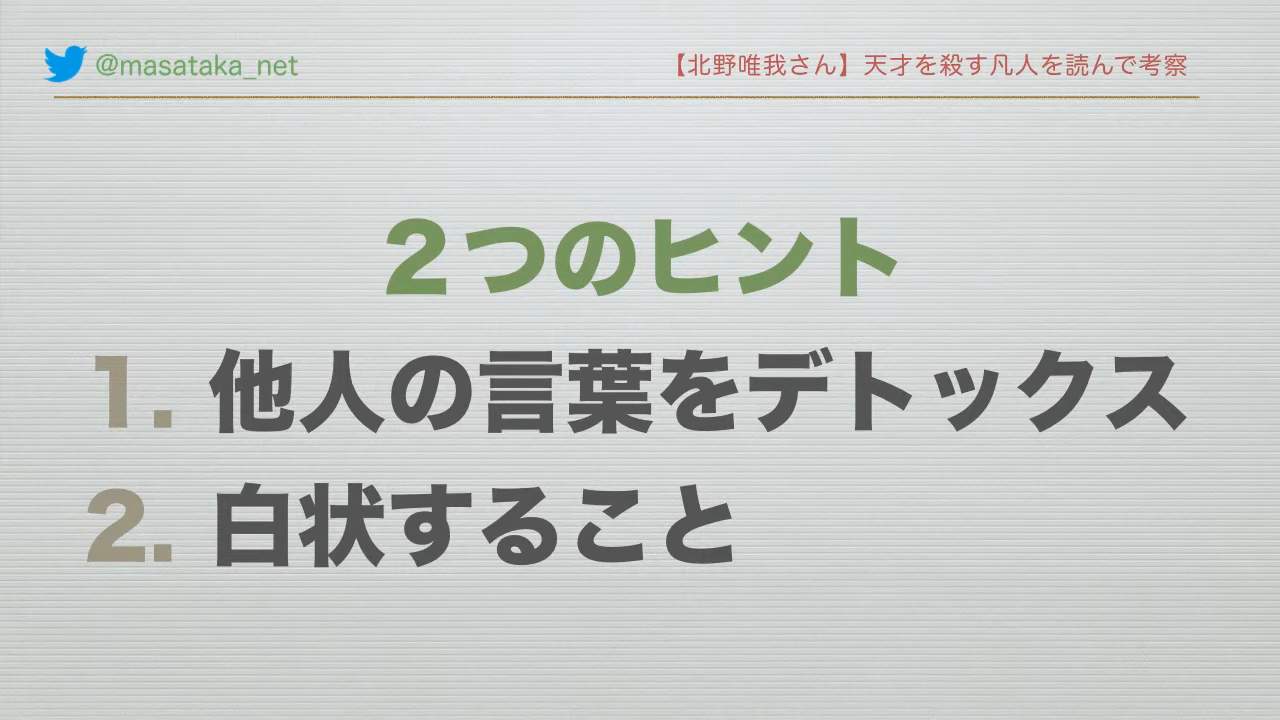 @masataka_net
【北野唯我さん】天才を殺す凡人を読んで考察
２つのヒント
1. 他人の言葉をデトックス
2. 白状すること